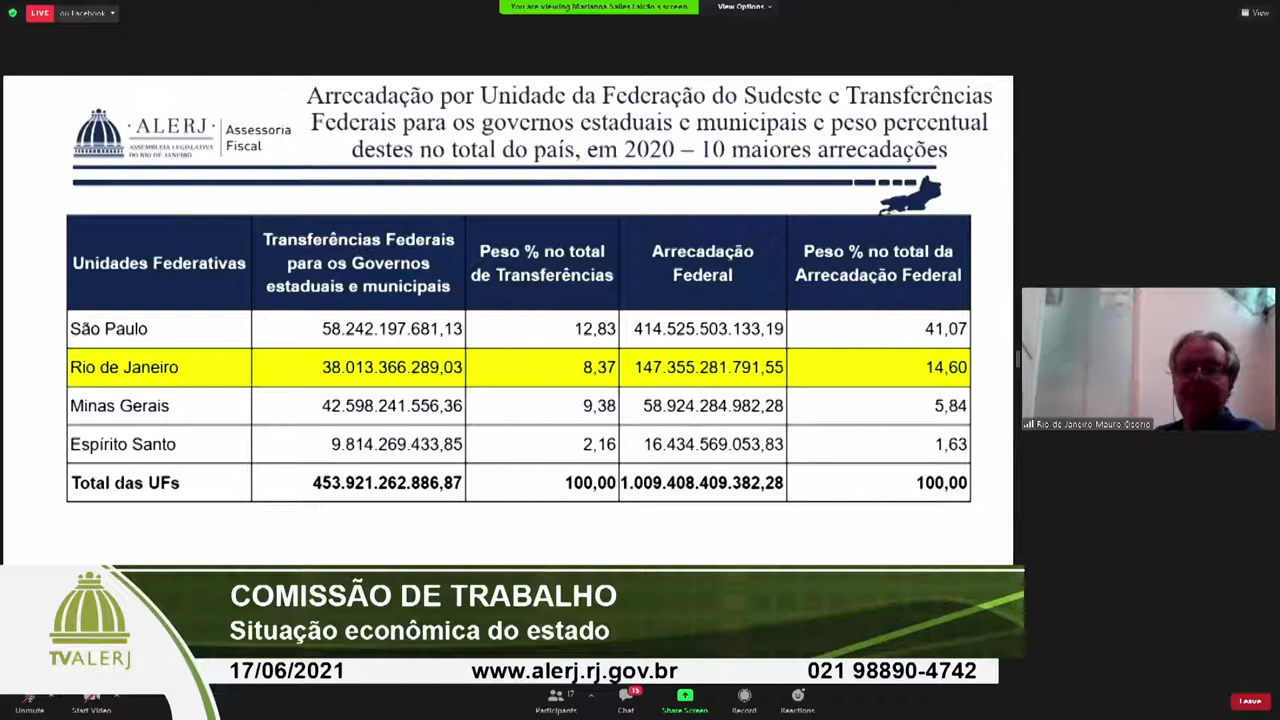 LIVE on Facebook
You are viewing Marianna Salles Falcão's screen
View Options
View
Arrecadação por Unidade da Federação do Sudeste e Transferências
Federais para os governos estaduais e municipais e peso percentual
destes no total do país, em 2020 – 10 maiores arrecadações
·ALERJ·
ASSEMBLEIA LEGISLATIVA
DO RIO DE JANEIRO
Assessoria
Fiscal
Unidades Federativas
Transferências Federais
para os Governos
estaduais e municipais
Peso % no total
de Transferências
Arrecadação
Federal
Peso % no total da
Arrecadação Federal
São Paulo 58.242.197.681,13 12,83 414.525.503.133,19 41,07
Rio de Janeiro 38.013.366.289,03 8,37 147.355.281.791,55 14,60
Minas Gerais 42.598.241.556,36 9,38 58.924.284.982,28 5,84
Espírito Santo 9.814.269.433,85 2,16 16.434.569.053,83 1,63
Total das UFs 453.921.262.886,87 100,00 1.009.408.409.382,28 100,00
Rio de Janeiro Mauro Osorio
COMISSÃO DE TRABALHO
Situação econômica do estado
TVALERJ
17/06/2021 www.alerj.rj.gov.br 021 98890-4742
Unmute Start Video Participants 17 Chat Share Screen Record Reactions Leave